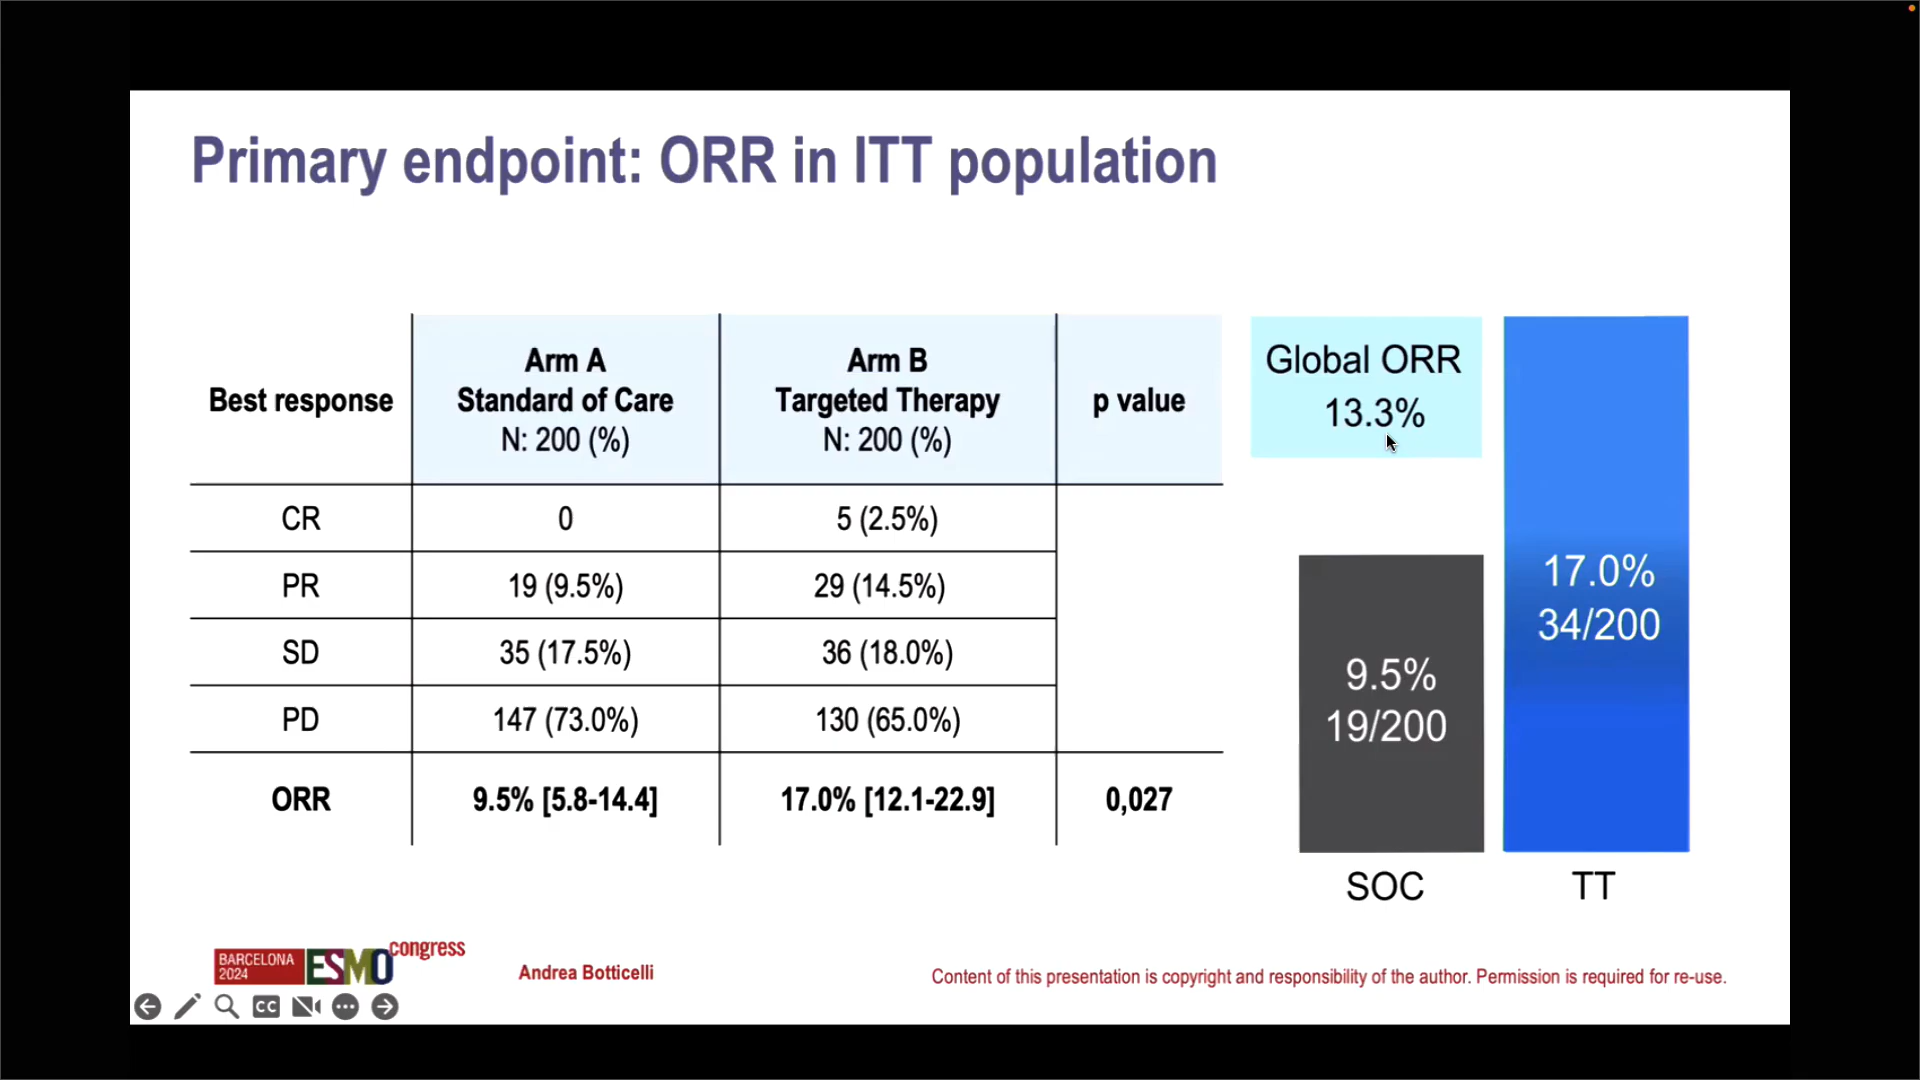 Primary endpoint: ORR in ITT population
Best response
Arm A
Standard of Care
N: 200 (%)
Arm B
Targeted Therapy
N: 200 (%)
p value
CR 0 5 (2.5%)
PR 19 (9.5%) 29 (14.5%)
SD 35 (17.5%) 36 (18.0%)
PD 147 (73.0%) 130 (65.0%)
ORR 9.5% [5.8-14.4] 17.0% [12.1-22.9] 0,027
Global ORR
13.3%
9.5%
19/200
SOC
17.0%
34/200
TT
BARCELONA
2024
ESMO congress
Andrea Botticelli
Content of this presentation is copyright and responsibility of the author. Permission is required for re-use.
CC